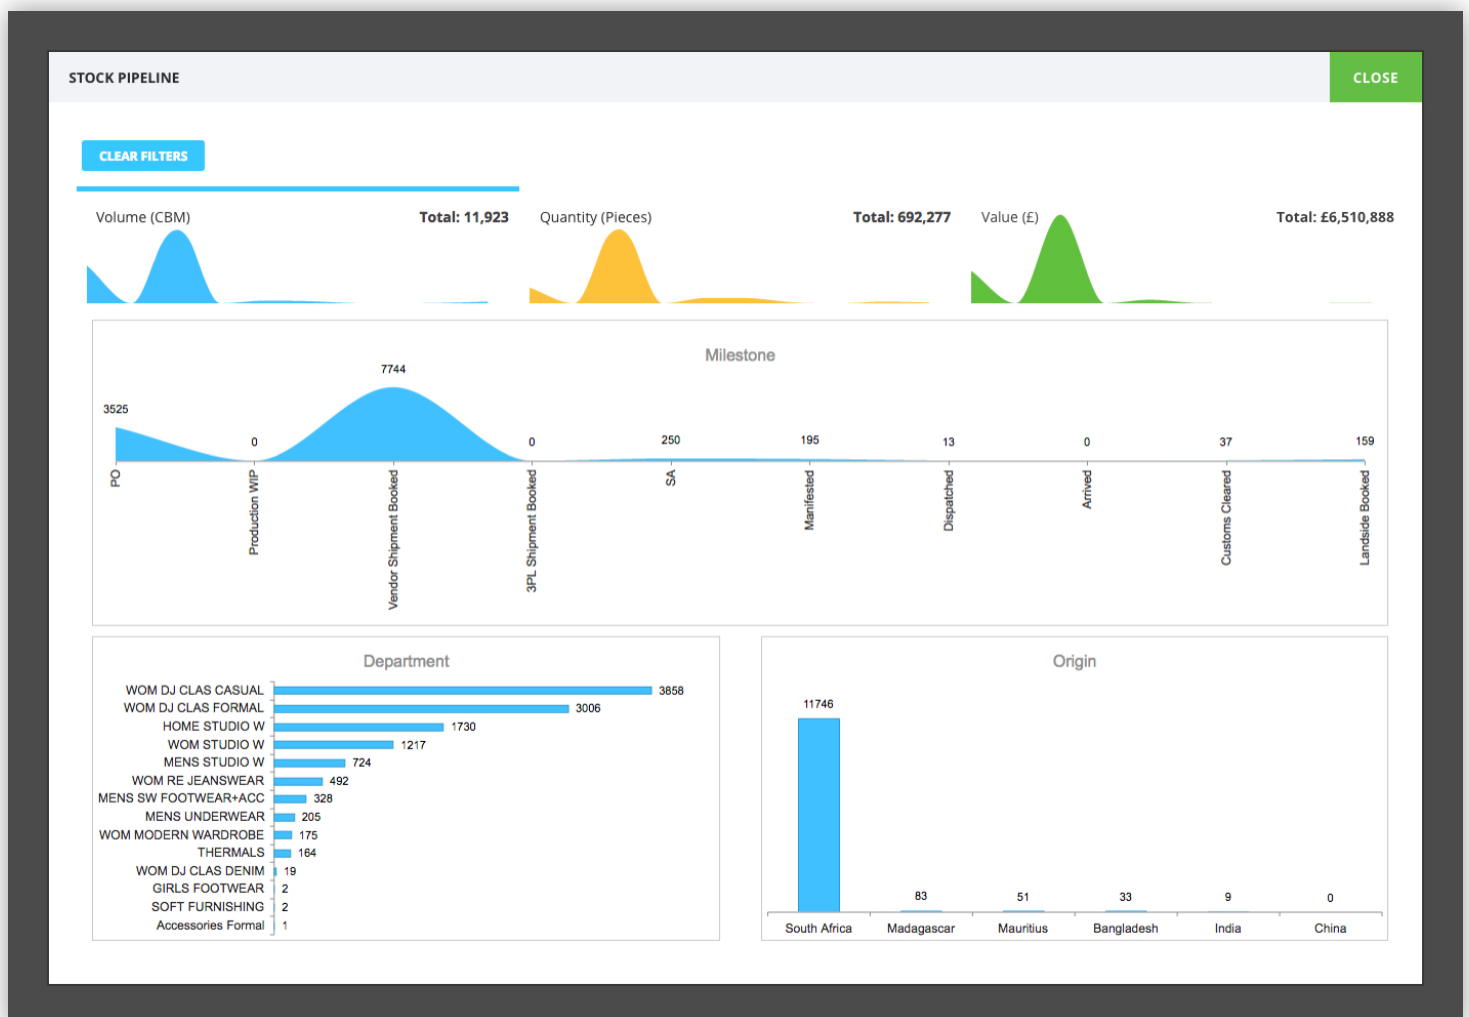 STOCK PIPELINE
CLOSE
CLEAR FILTERS
Volume (CBM)
Total: 11,923
Quantity (Pieces)
Total: 692,277
Value (£)
Total: £6,510,888
Milestone
3525
0
7744
0
250
195
13
0
37
159
PO
Production WIP
Vendor Shipment Booked
3PL Shipment Booked
SA
Manifested
Dispatched
Arrived
Customs Cleared
Landside Booked
Department
WOM DJ CLAS CASUAL 3858
WOM DJ CLAS FORMAL 3006
HOME STUDIO W 1730
WOM STUDIO W 1217
MENS STUDIO W 724
WOM RE JEANSWEAR 492
MENS SW FOOTWEAR+ACC 328
MENS UNDERWEAR 205
WOM MODERN WARDROBE 175
THERMALS 164
WOM DJ CLAS DENIM 19
GIRLS FOOTWEAR 2
SOFT FURNISHING 2
Accessories Formal 1
Origin
11746
83
51
33
9
0
South Africa
Madagascar
Mauritius
Bangladesh
India
China